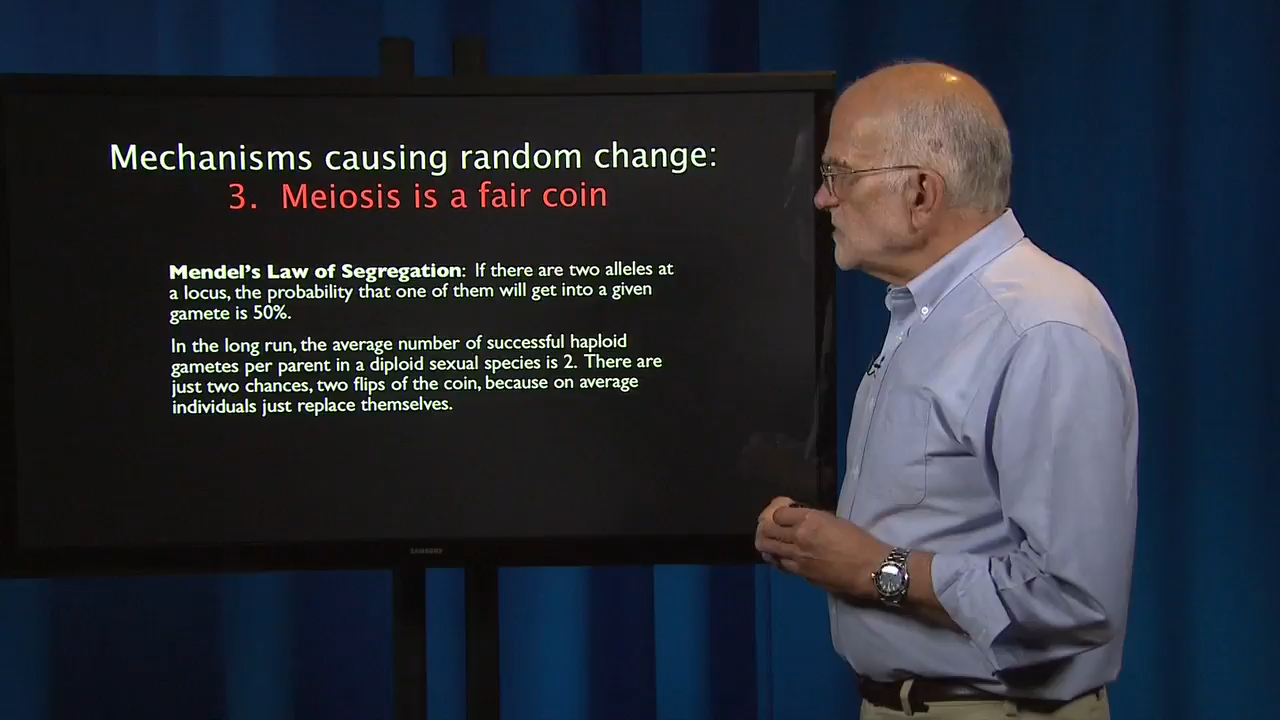 Mechanisms causing random change:
3. Meiosis is a fair coin
Mendel's Law of Segregation: If there are two alleles at
a locus, the probability that one of them will get into a given
gamete is 50%.
In the long run, the average number of successful haploid
gametes per parent in a diploid sexual species is 2. There are
just two chances, two flips of the coin, because on average
individuals just replace themselves.
SAMSUNG